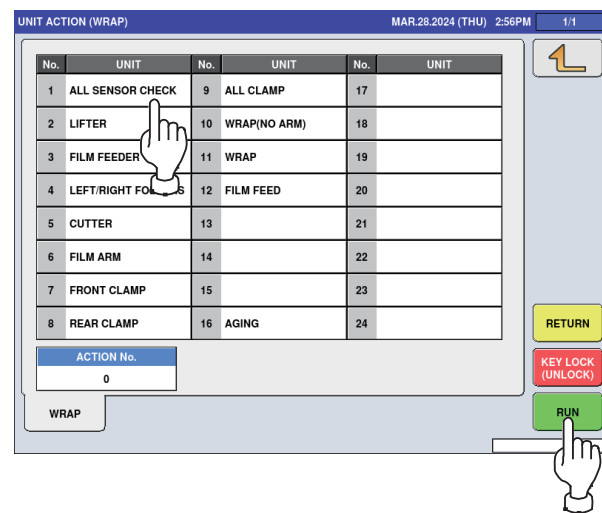 UNIT ACTION (WRAP) MAR.28.2024 (THU) 2:56PM 1/1
No. UNIT No. UNIT No. UNIT
1 ALL SENSOR CHECK 9 ALL CLAMP 17
2 LIFTER 10 WRAP(NO ARM) 18
3 FILM FEEDER 11 WRAP 19
4 LEFT/RIGHT 12 FILM FEED 20
5 CUTTER 13 21
6 FILM ARM 14 22
7 FRONT CLAMP 15 23
8 REAR CLAMP 16 AGING 24
RETURN
ACTION No.
0
KEY LOCK
(UNLOCK)
WRAP
RUN